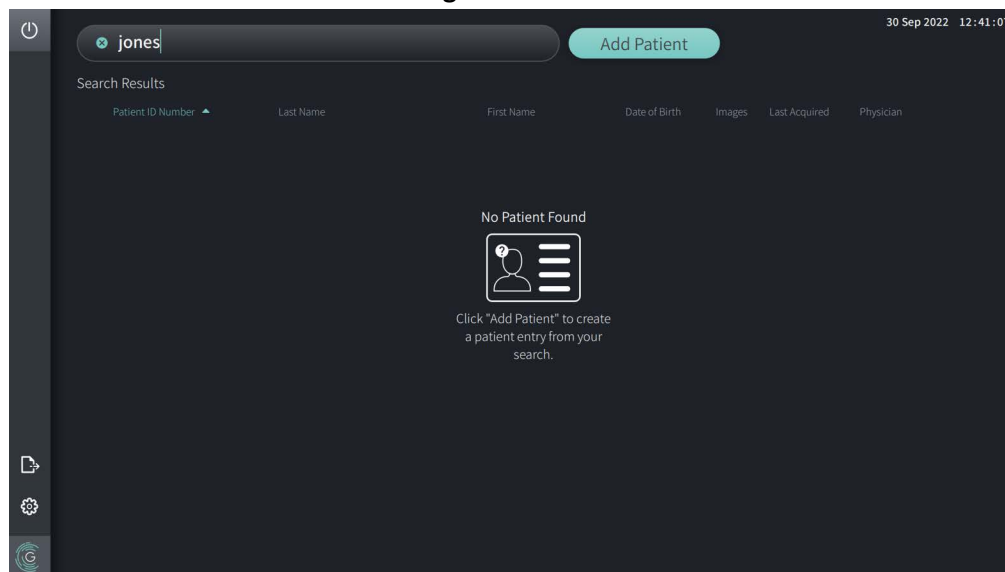 30 Sep 2022 12:41:0
jones
Add Patient
Search Results
Patient ID Number Last Name First Name Date of Birth Images Last Acquired Physician
No Patient Found
?
Click "Add Patient" to create
a patient entry from your
search.
G